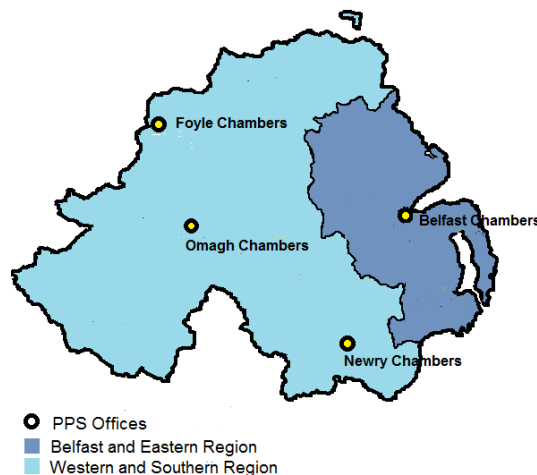 Foyle Chambers
Belfast Chambers
Omagh Chambers
Newry Chambers
PPS Offices
Belfast and Eastern Region
Western and Southern Region